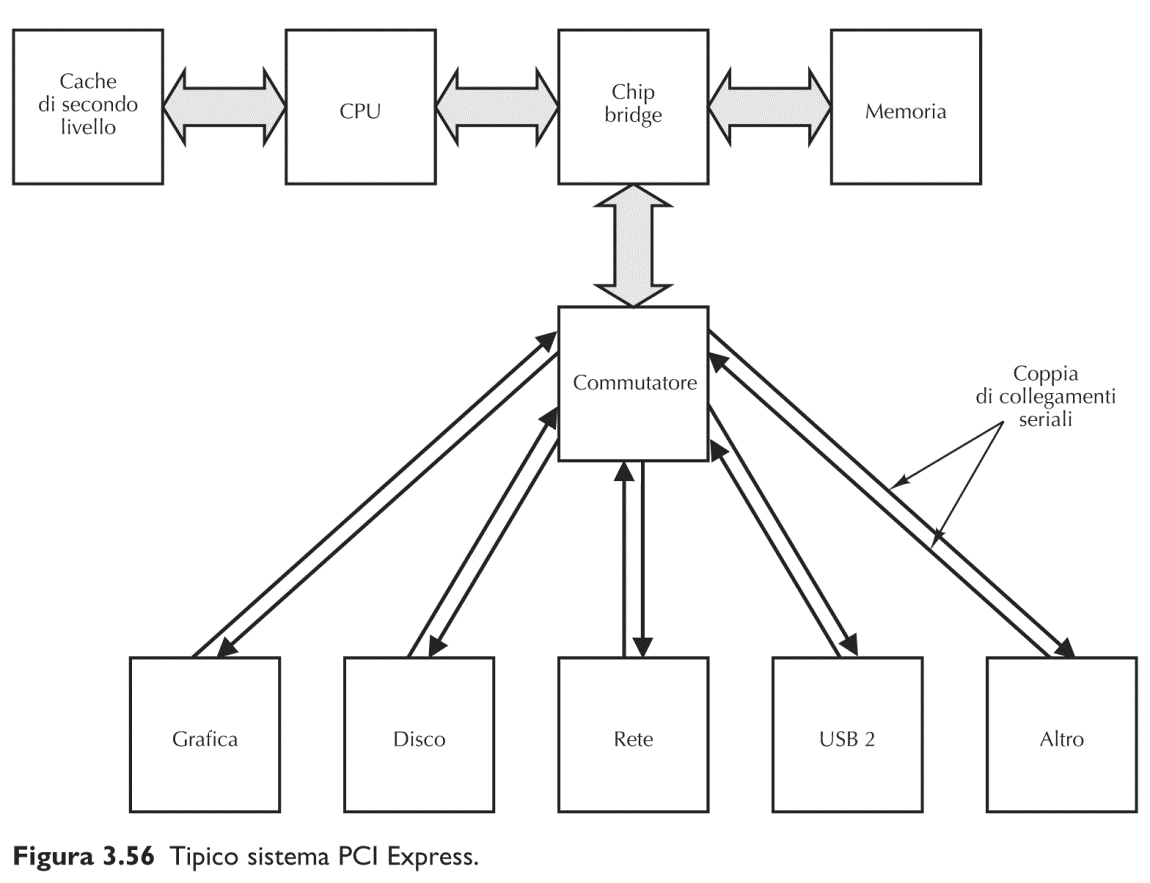 Cache
di secondo
livello
CPU
Chip
bridge
Memoria
Commutatore
Coppia
di collegamenti
seriali
Grafica
Disco
Rete
USB 2
Altro
Figura 3.56 Tipico sistema PCI Express.